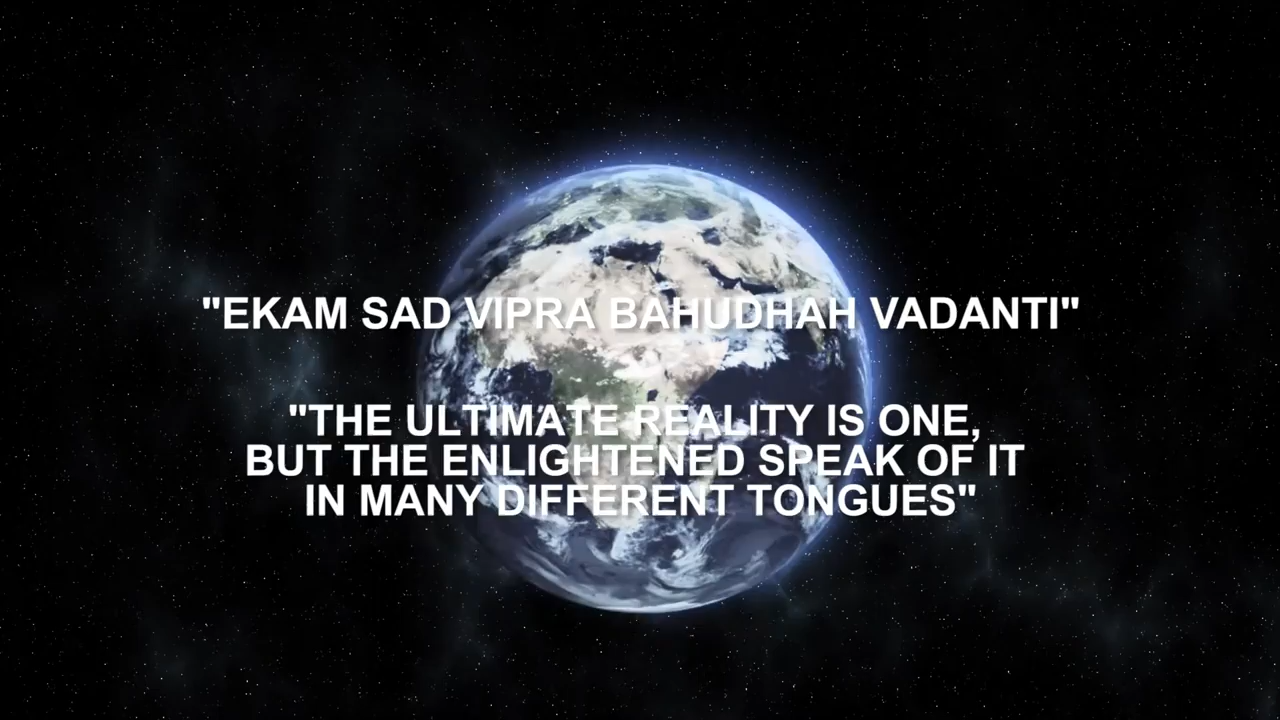 "EKAM SAD VIPRA BAHUDHAH VADANTI"
"THE ULTIMATE REALITY IS ONE,
BUT THE ENLIGHTENED SPEAK OF IT
IN MANY DIFFERENT TONGUES"